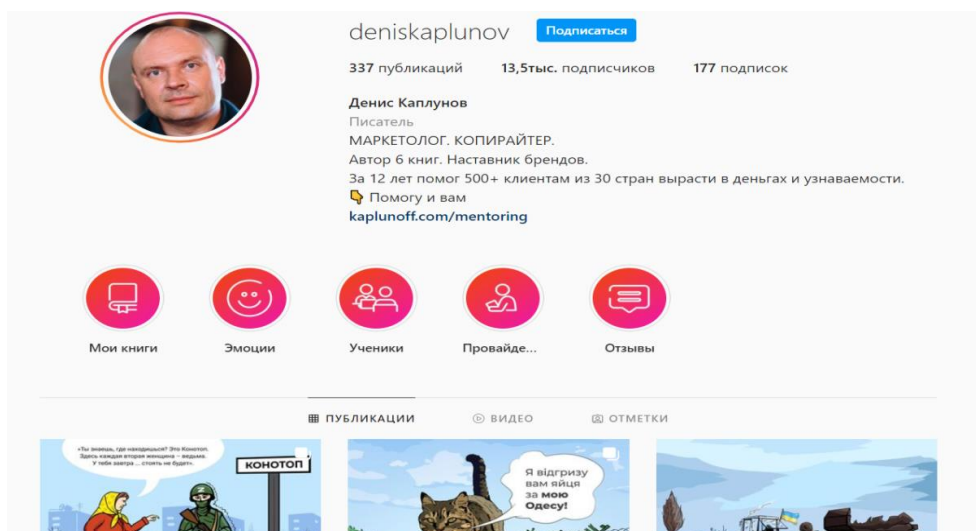 deniskaplunov Подписаться
337 публикаций 13,5тыс. подписчиков 177 подписок
Денис Каплунов
Писатель
МАРКЕТОЛОГ. КОПИРАЙТЕР.
Автор 6 книг. Наставник брендов.
За 12 лет помог 500+ клиентам из 30 стран вырасти в деньгах и узнаваемости.
👇 Помогу и вам
kaplunoff.com/mentoring
Мои книги Эмоции Ученики Провайде... Отзывы
ПУБЛИКАЦИИ ВИДЕО ОТМЕТКИ
«Ты знаешь, где находишься? Это Конотоп.
Здесь каждая вторая женщина – ведьма.
У тебя завтра ... стоять не будет».
КОНОТОП
Я відгризу
вам яйця
за мою
Одесу!